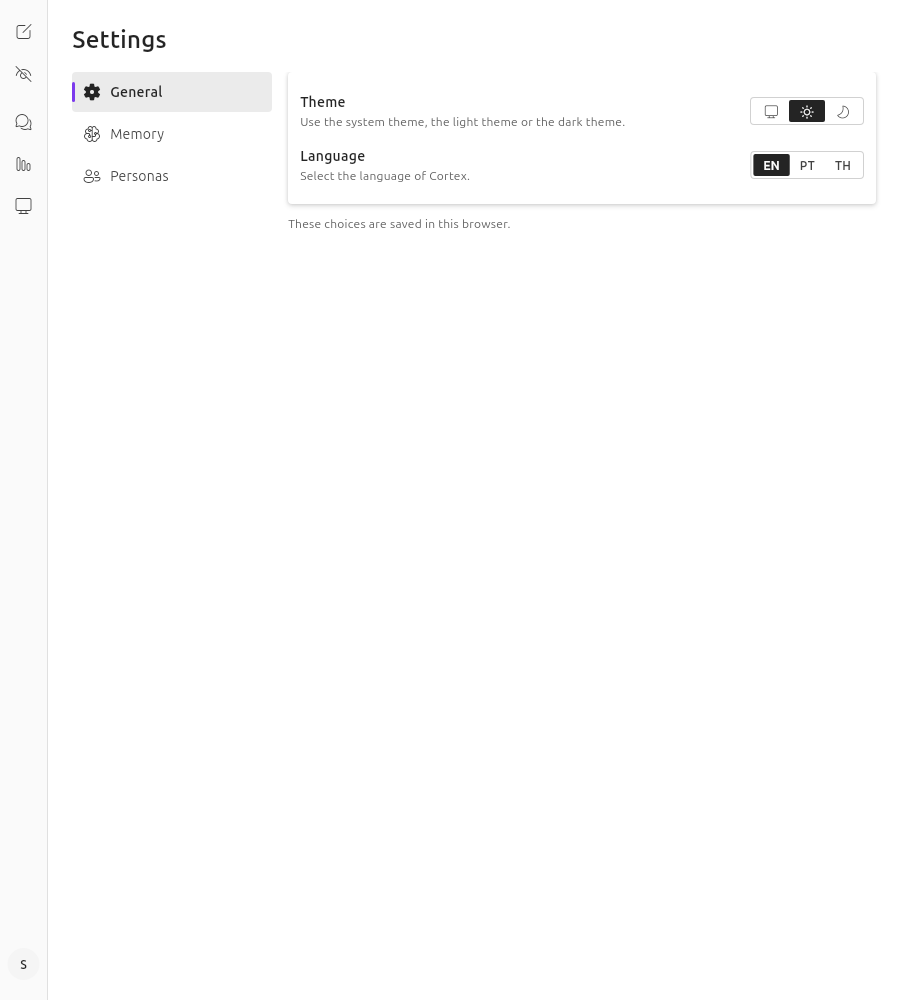 Settings
General
Memory
Personas
Theme
Use the system theme, the light theme or the dark theme.
Language
Select the language of Cortex.
EN PT TH
These choices are saved in this browser.
S